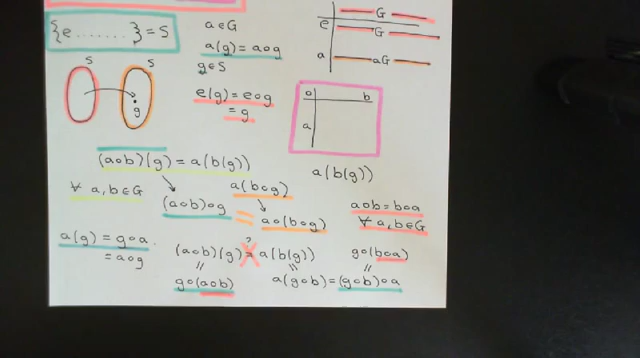 {e .......} = S
a∈G
a(g) = a∘g
g∈S
e(g) = e∘g
= g
S
S
g
G
e
G
a
aG
∘
b
a
(a∘b)(g) = a(b(g))
∀ a,b∈G
(a∘b)∘g
a(b∘g)
=
a∘(b∘g)
a(b(g))
a∘b = b∘a
∀ a,b∈G
a(g) = g∘a.
= a∘g
(a∘b)(g) = a(b(g))
?
=
g∘(a∘b)
=
a(g∘b) = (g∘b)∘a
g∘(b∘a)
=